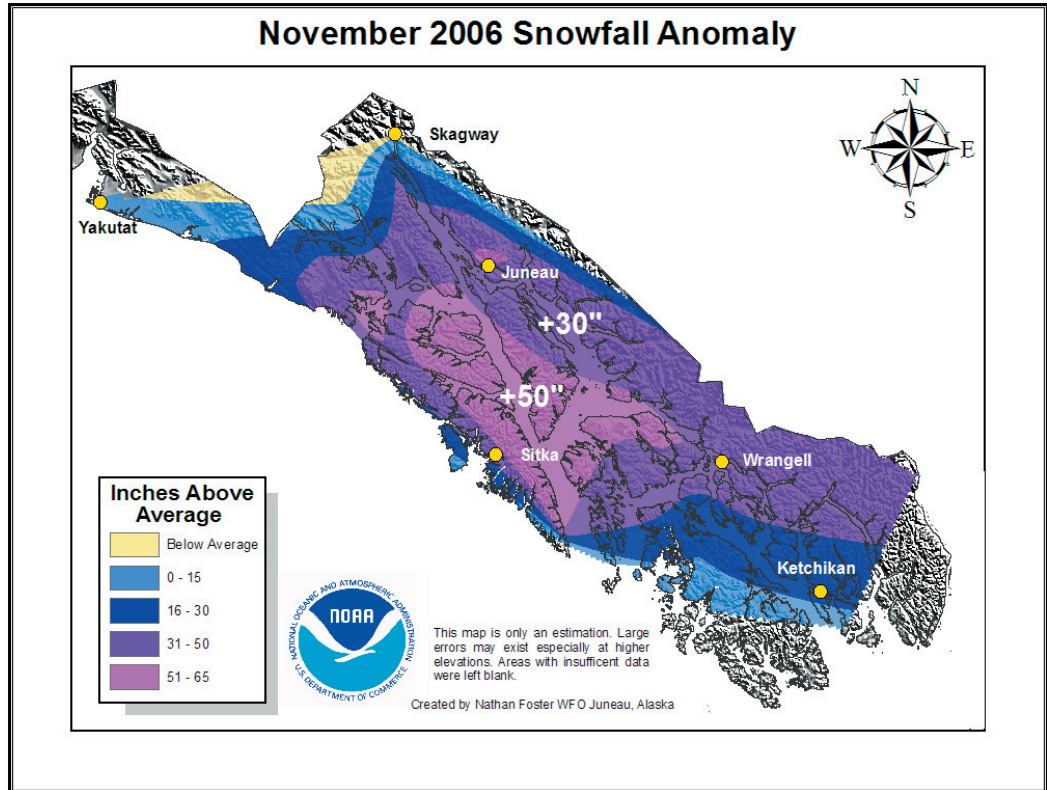 November 2006 Snowfall Anomaly
N
W
E
S
Skagway
Yakutat
Juneau
+30"
+50"
Sitka
Wrangell
Ketchikan
Inches Above
Average
Below Average
0 - 15
16 - 30
31 - 50
51 - 65
NATIONAL OCEANIC AND ATMOSPHERIC ADMINISTRATION
NOAA
U.S. DEPARTMENT OF COMMERCE
This map is only an estimation. Large
errors may exist especially at higher
elevations. Areas with insufficent data
were left blank.
Created by Nathan Foster WFO Juneau, Alaska